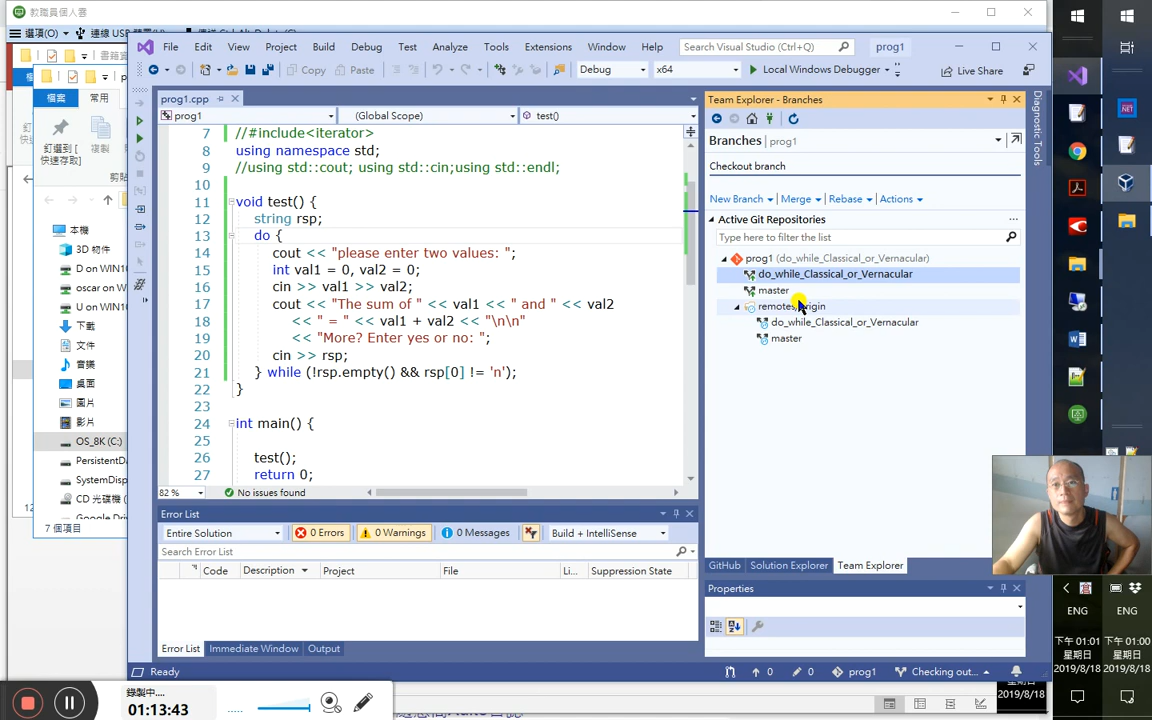 教職員個人雲
選項(O)
連線 USB
File Edit View Project Build Debug Test Analyze Tools Extensions Window Help Search Visual Studio (Ctrl+Q) prog1
Copy Paste Debug x64 Local Windows Debugger Live Share
檔案 常用
釘選到 [
快速存取]
複製
本機
3D 物件
D on WIN10
oscar on WIN
U on WIN10
下載
文件
音樂
桌面
圖片
影片
OS_8K (C:)
PersistentDa
SystemDisp
CD 光碟機 (
7 個項目
prog1.cpp
prog1 (Global Scope) test()
7 //#include<iterator>
8 using namespace std;
9 //using std::cout; using std::cin;using std::endl;
10
11 void test() {
12 string rsp;
13 do {
14 cout << "please enter two values: ";
15 int val1 = 0, val2 = 0;
16 cin >> val1 >> val2;
17 cout << "The sum of " << val1 << " and " << val2
18 << " = " << val1 + val2 << "\n\n"
19 << "More? Enter yes or no: ";
20 cin >> rsp;
21 } while (!rsp.empty() && rsp[0] != 'n');
22 }
23
24 int main() {
25
26 test();
27 return 0;
82 % No issues found
Error List
Entire Solution 0 Errors 0 Warnings 0 Messages Build + IntelliSense
Search Error List
Code Description Project File Li... Suppression State
Error List Immediate Window Output
Team Explorer - Branches
Branches prog1
Checkout branch
New Branch Merge Rebase Actions
Active Git Repositories
Type here to filter the list
prog1 (do_while_Classical_or_Vernacular)
do_while_Classical_or_Vernacular
master
remotes/origin
do_while_Classical_or_Vernacular
master
GitHub Solution Explorer Team Explorer
Properties
Diagnostic Tools
Ready 0 0 prog1 Checking out...
錄製中....
01:13:43
ENG ENG
下午 01:01 下午 01:00
星期日 星期日
2019/8/18 2019/8/18
2019/8/18